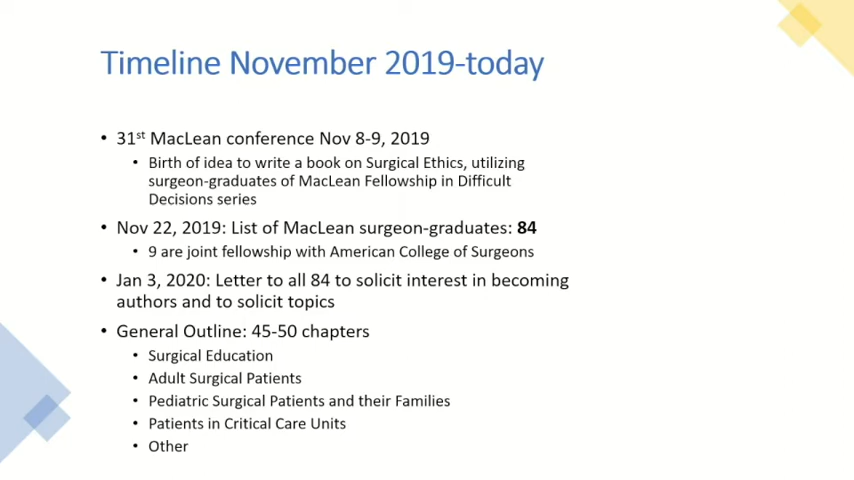 Timeline November 2019-today
• 31st MacLean conference Nov 8-9, 2019
• Birth of idea to write a book on Surgical Ethics, utilizing
surgeon-graduates of MacLean Fellowship in Difficult
Decisions series
• Nov 22, 2019: List of MacLean surgeon-graduates: 84
• 9 are joint fellowship with American College of Surgeons
• Jan 3, 2020: Letter to all 84 to solicit interest in becoming
authors and to solicit topics
• General Outline: 45-50 chapters
• Surgical Education
• Adult Surgical Patients
• Pediatric Surgical Patients and their Families
• Patients in Critical Care Units
• Other